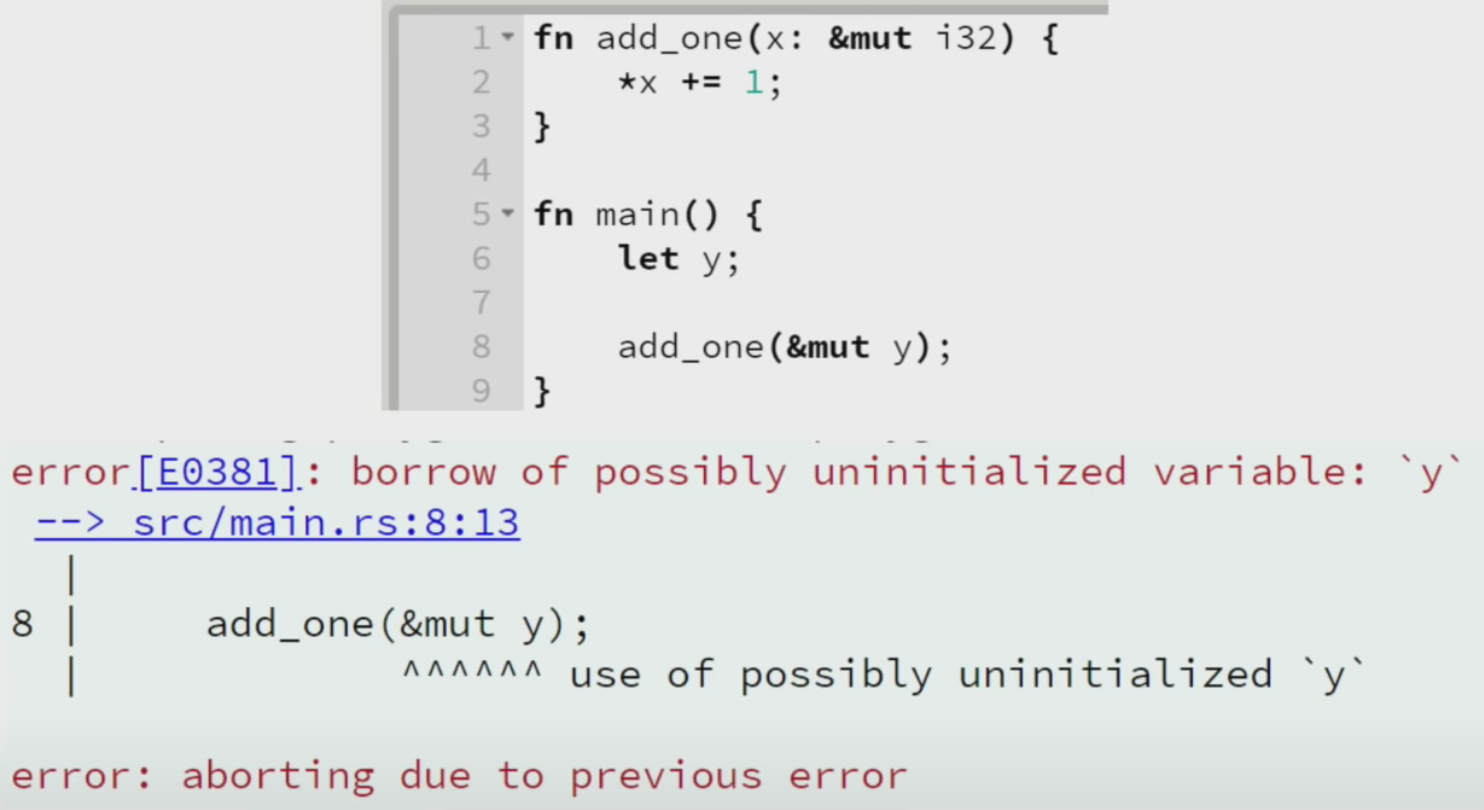 1 fn add_one(x: &mut i32) {
2     *x += 1;
3 }
4
5 fn main() {
6     let y;
7
8     add_one(&mut y);
9 }
error[E0381]: borrow of possibly uninitialized variable: `y`
 --> src/main.rs:8:13
  |
8 |     add_one(&mut y);
  |             ^^^^^^ use of possibly uninitialized `y`
error: aborting due to previous error